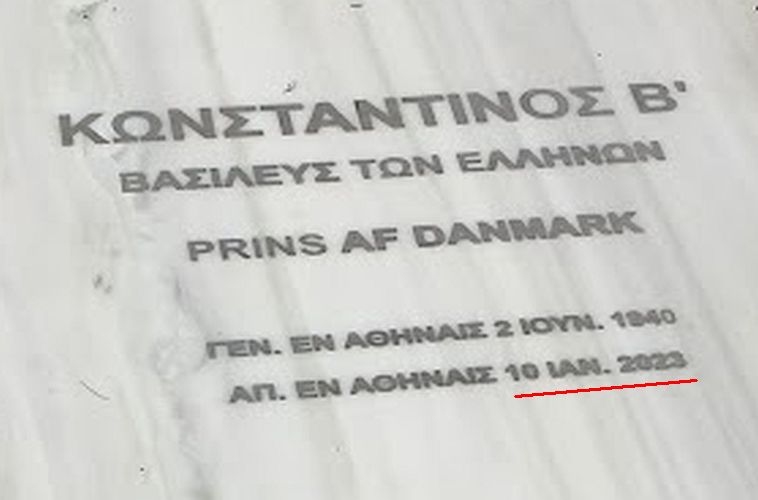 ΚΩΝΣΤΑΝΤΙΝΟΣ Β'
ΒΑΣΙΛΕΥΣ ΤΩΝ ΕΛΛΗΝΩΝ
PRINS AF DANMARK
ΓΕΝ. ΕΝ ΑΘΗΝΑΙΣ 2 ΙΟΥΝ. 1940
ΑΠ. ΕΝ ΑΘΗΝΑΙΣ 10 ΙΑΝ. 2023